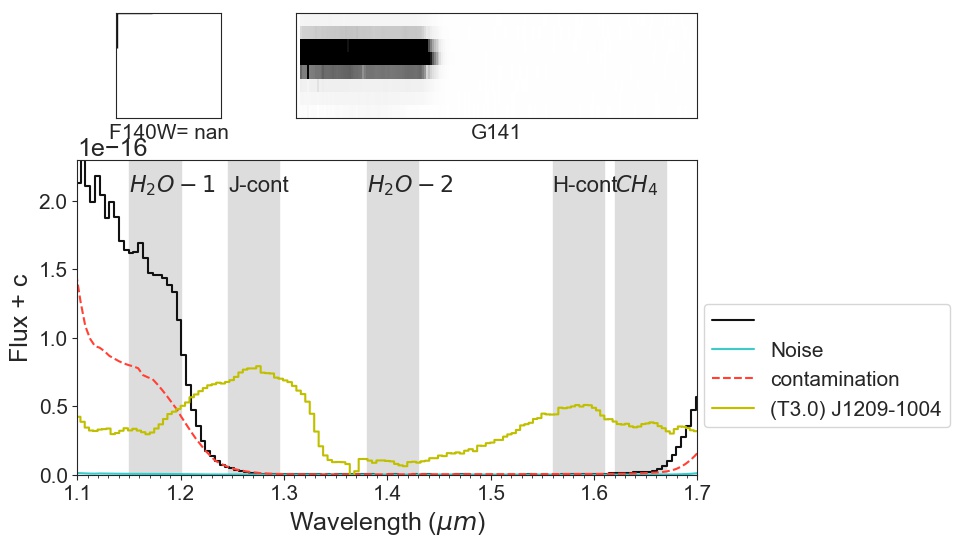 F140W= nan
G141
1e−16
H₂O − 1 J-cont H₂O − 2 H-cont CH₄
2.0
1.5
1.0
0.5
0.0
Flux + c
1.1 1.2 1.3 1.4 1.5 1.6 1.7
Wavelength (μm)
Noise
contamination
(T3.0) J1209-1004